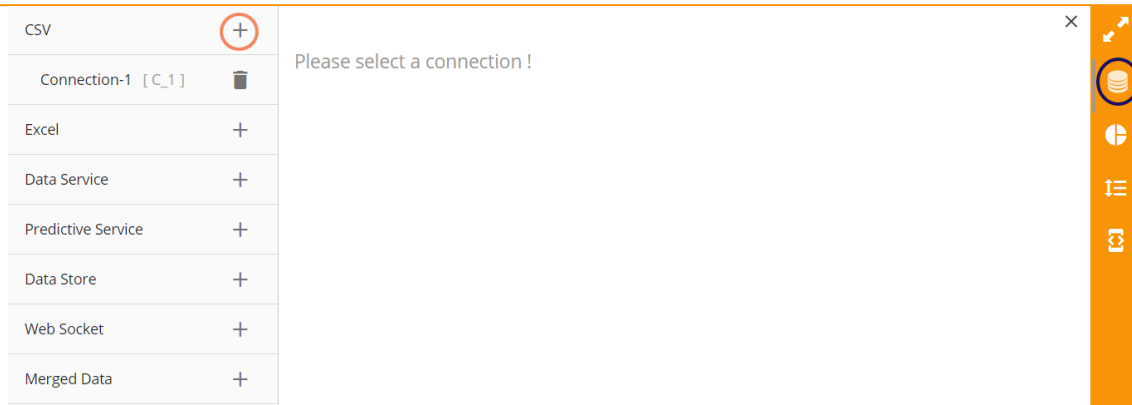 CSV
Connection-1 [ C_1 ]
Please select a connection !
Excel
Data Service
Predictive Service
Data Store
Web Socket
Merged Data